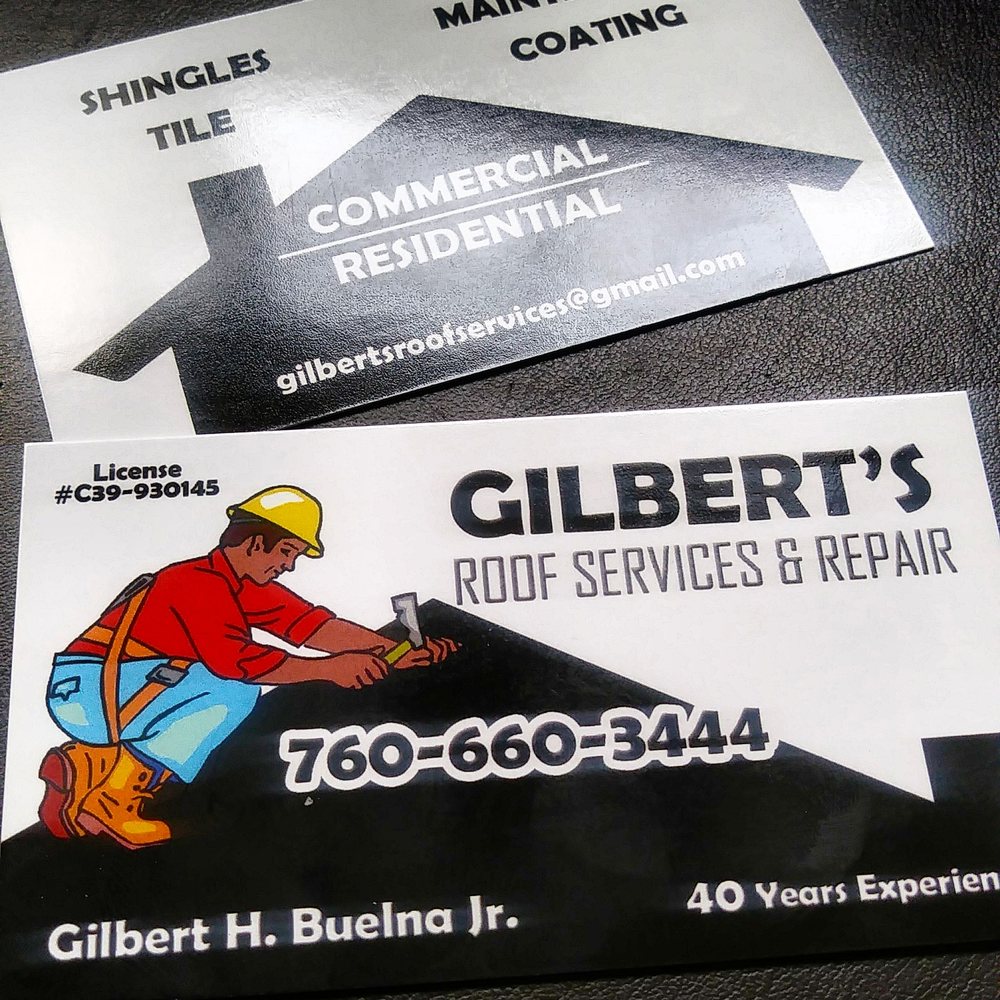 SHINGLES
TILE
COATING
COMMERCIAL
RESIDENTIAL
gilbertsroofservices@gmail.com
License
#C39-930145
GILBERT'S
ROOF SERVICES & REPAIR
760-660-3444
Gilbert H. Buelna Jr.
40 Years Experien